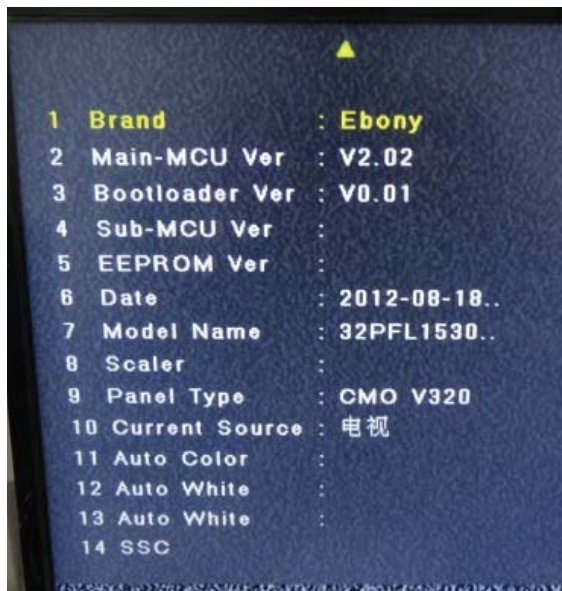 1 Brand : Ebony
2 Main-MCU Ver : V2.02
3 Bootloader Ver : V0.01
4 Sub-MCU Ver :
5 EEPROM Ver :
6 Date : 2012-08-18..
7 Model Name : 32PFL1530..
8 Scaler :
9 Panel Type : CMO V320
10 Current Source : 电视
11 Auto Color :
12 Auto White :
13 Auto White :
14 SSC